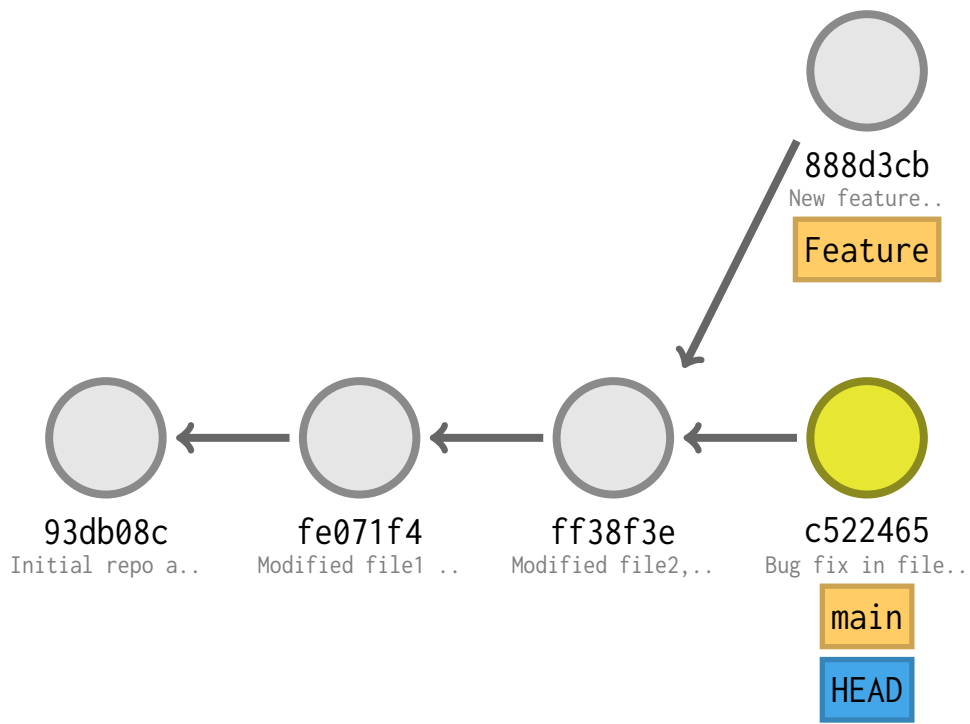 888d3cb
New feature..
Feature
93db08c
Initial repo a..
fe071f4
Modified file1 ..
ff38f3e
Modified file2,..
c522465
Bug fix in file..
main
HEAD